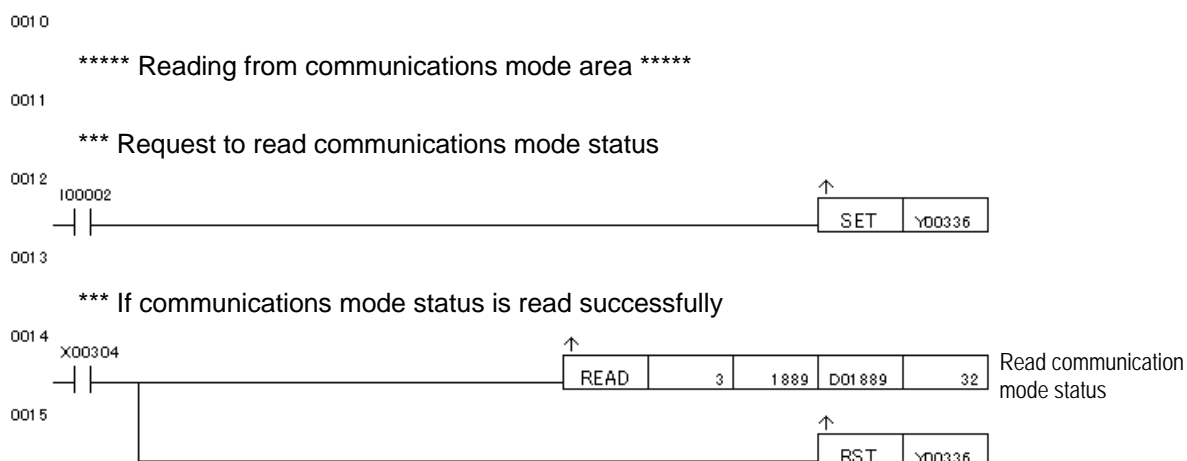 0010
***** Reading from communications mode area *****
0011
*** Request to read communications mode status
0012
I00002
↑
SET Y00336
0013
*** If communications mode status is read successfully
0014
X00304
↑
READ 3 1889 D01889 32
Read communication
mode status
0015
↑
RST Y00336